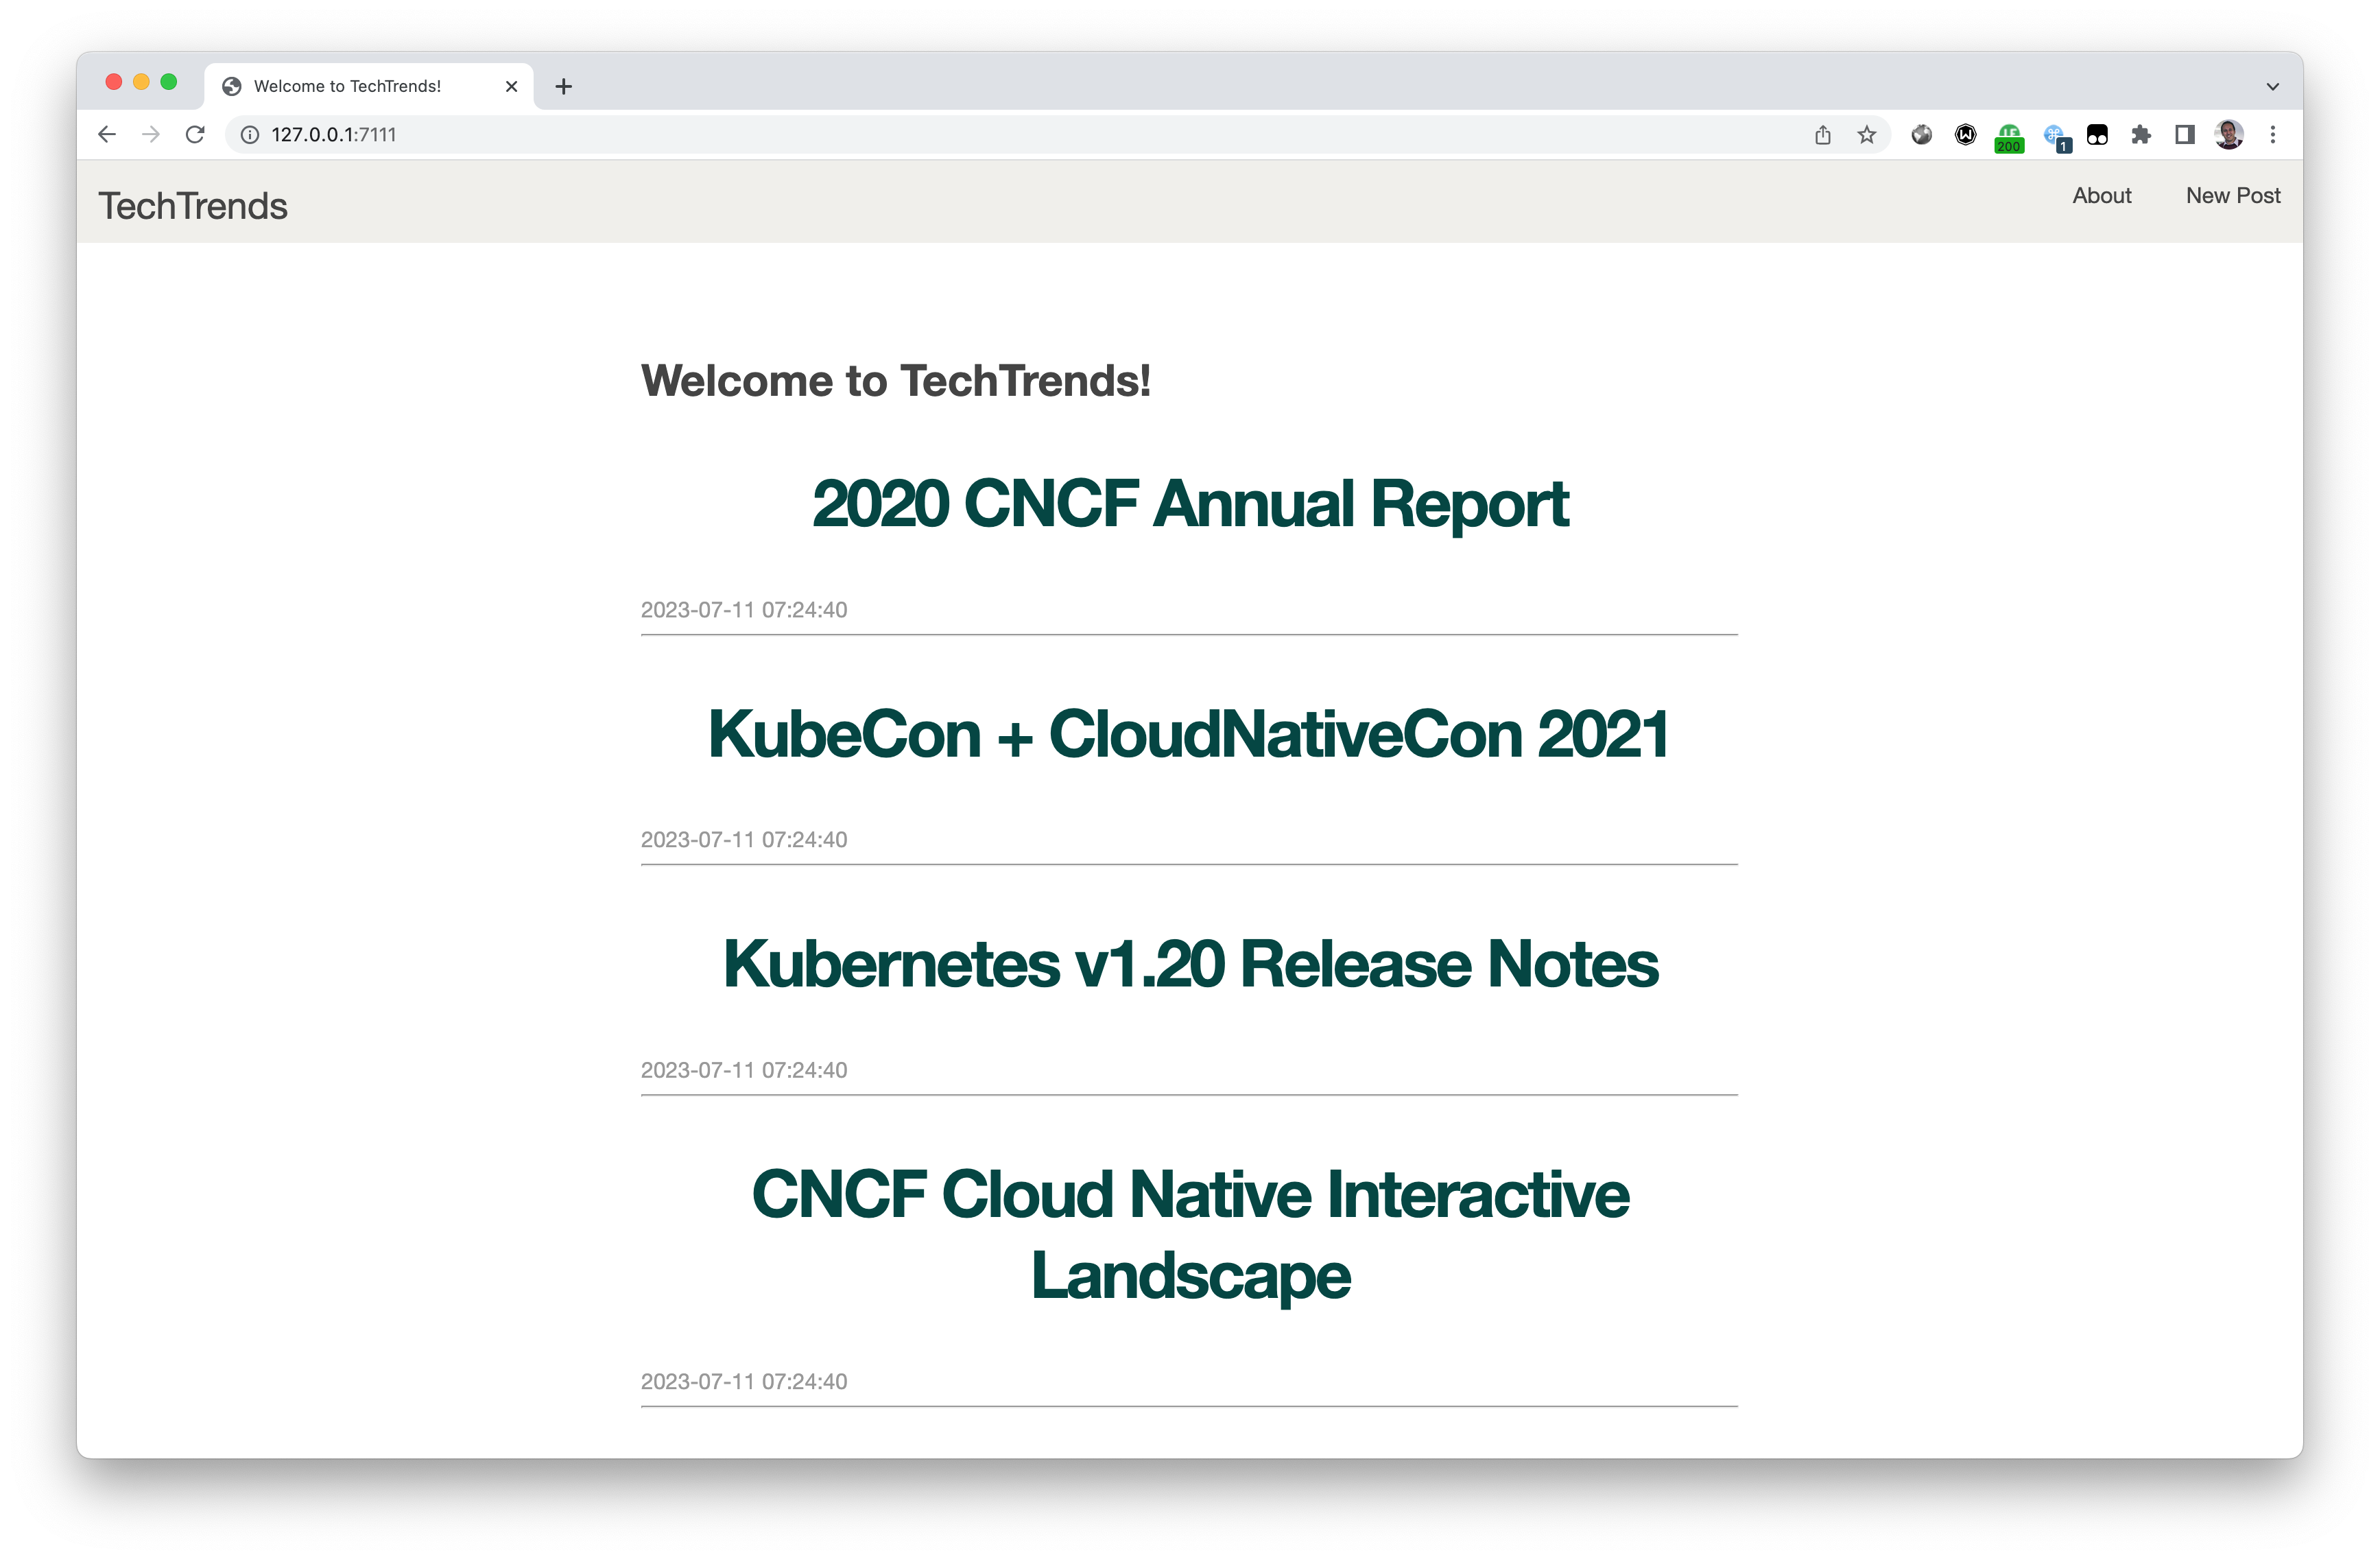 Welcome to TechTrends!
127.0.0.1:7111
LF
200
1
TechTrends
About
New Post
Welcome to TechTrends!
2020 CNCF Annual Report
2023-07-11 07:24:40
KubeCon + CloudNativeCon 2021
2023-07-11 07:24:40
Kubernetes v1.20 Release Notes
2023-07-11 07:24:40
CNCF Cloud Native Interactive
Landscape
2023-07-11 07:24:40